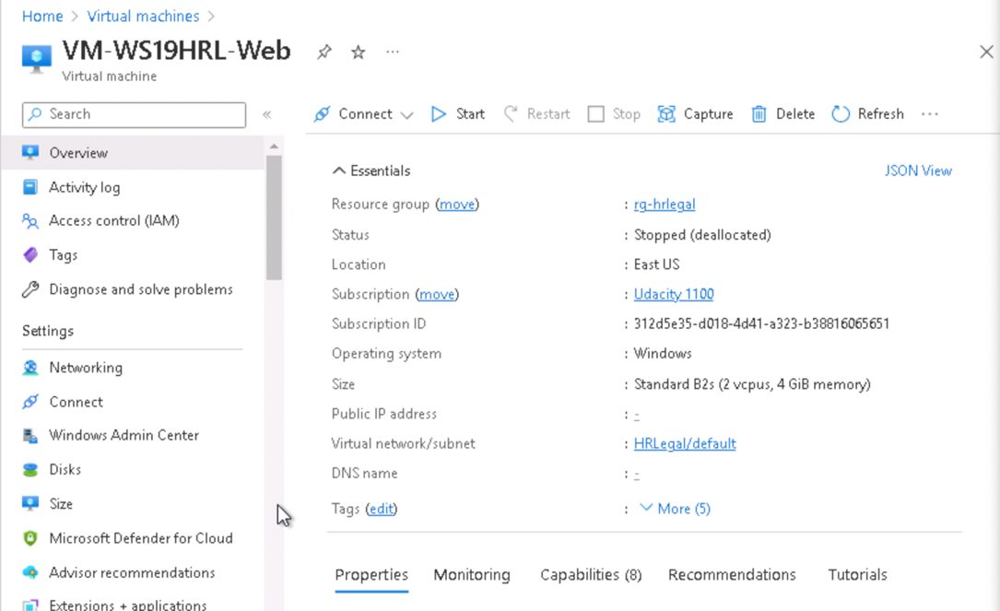 Home > Virtual machines >
VM-WS19HRL-Web ...
Virtual machine
Search «
Connect Start Restart Stop Capture Delete Refresh ...
Overview
Activity log
Access control (IAM)
Tags
Diagnose and solve problems
Settings
Networking
Connect
Windows Admin Center
Disks
Size
Microsoft Defender for Cloud
Advisor recommendations
Extensions + applications
Essentials JSON View
Resource group (move) : rg-hrlegal
Status : Stopped (deallocated)
Location : East US
Subscription (move) : Udacity 1100
Subscription ID : 312d5e35-d018-4d41-a323-b38816065651
Operating system : Windows
Size : Standard B2s (2 vcpus, 4 GiB memory)
Public IP address : -
Virtual network/subnet : HRLegal/default
DNS name : -
Tags (edit) : More (5)
Properties Monitoring Capabilities (8) Recommendations Tutorials